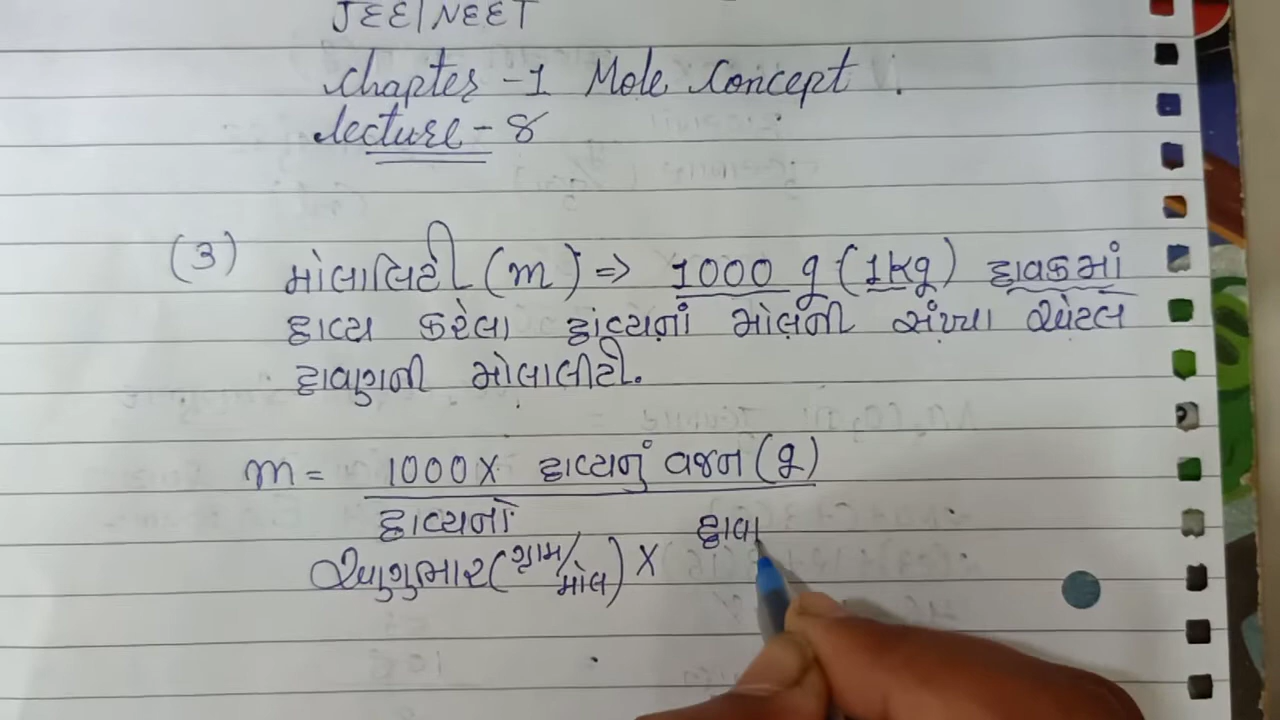 JEE/NEET
Chapter -1 Mole Concept.
lecture - 8
(3) મોલાલિટી (m) => 1000 g (1kg) દ્રાવકમાં
દ્રાવ્ય કરેલા દ્રાવ્યનાં મોલની સંખ્યા એટલે
દ્રાવણની મોલાલીટી.
m = 1000 x દ્રાવ્યનું વજન (g)
દ્રાવ્યનો
અણુભાર (ગ્રામ/મોલ) x દ્રાવ